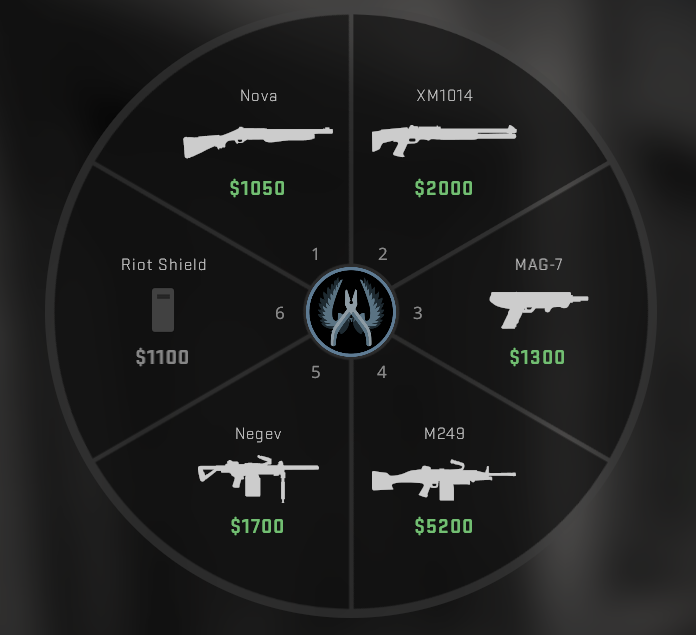 Nova
$1050
XM1014
$2000
1
2
Riot Shield
$1100
6
3
MAG-7
$1300
5
4
Negev
$1700
M249
$5200